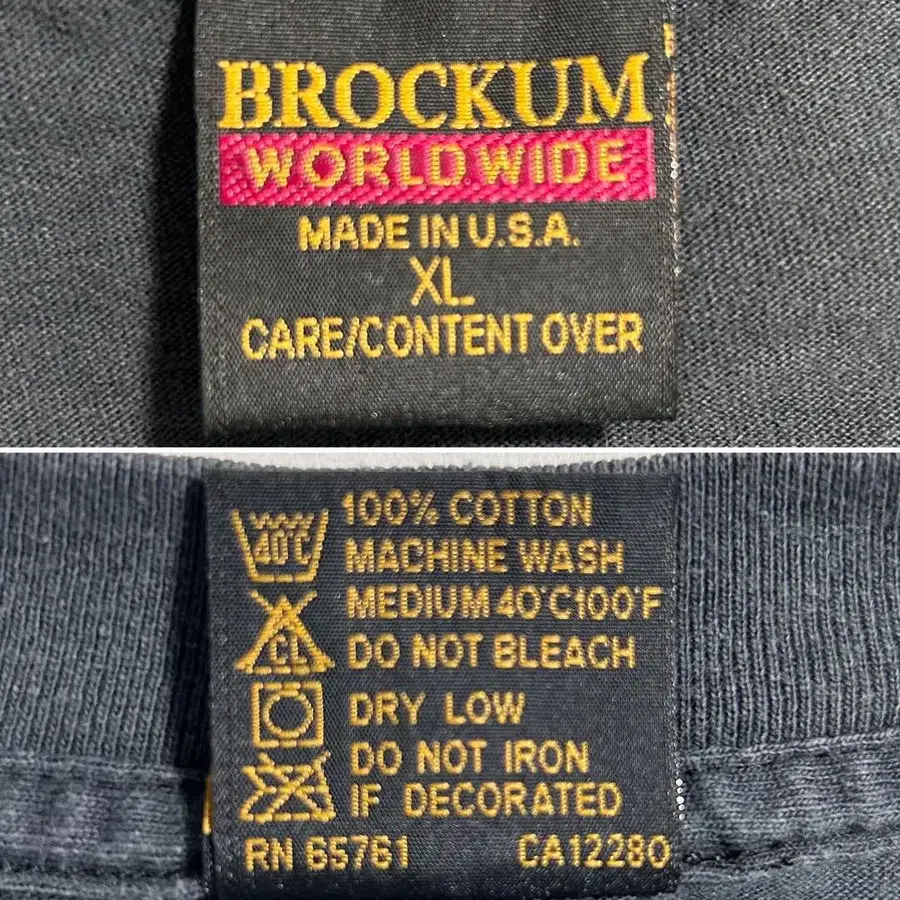 BROCKUM
WORLDWIDE
MADE IN U.S.A.
XL
CARE/CONTENT OVER
100% COTTON
40°C
MACHINE WASH
MEDIUM 40°C100°F
CL
DO NOT BLEACH
DRY LOW
DO NOT IRON
IF DECORATED
RN 65761 CA12280